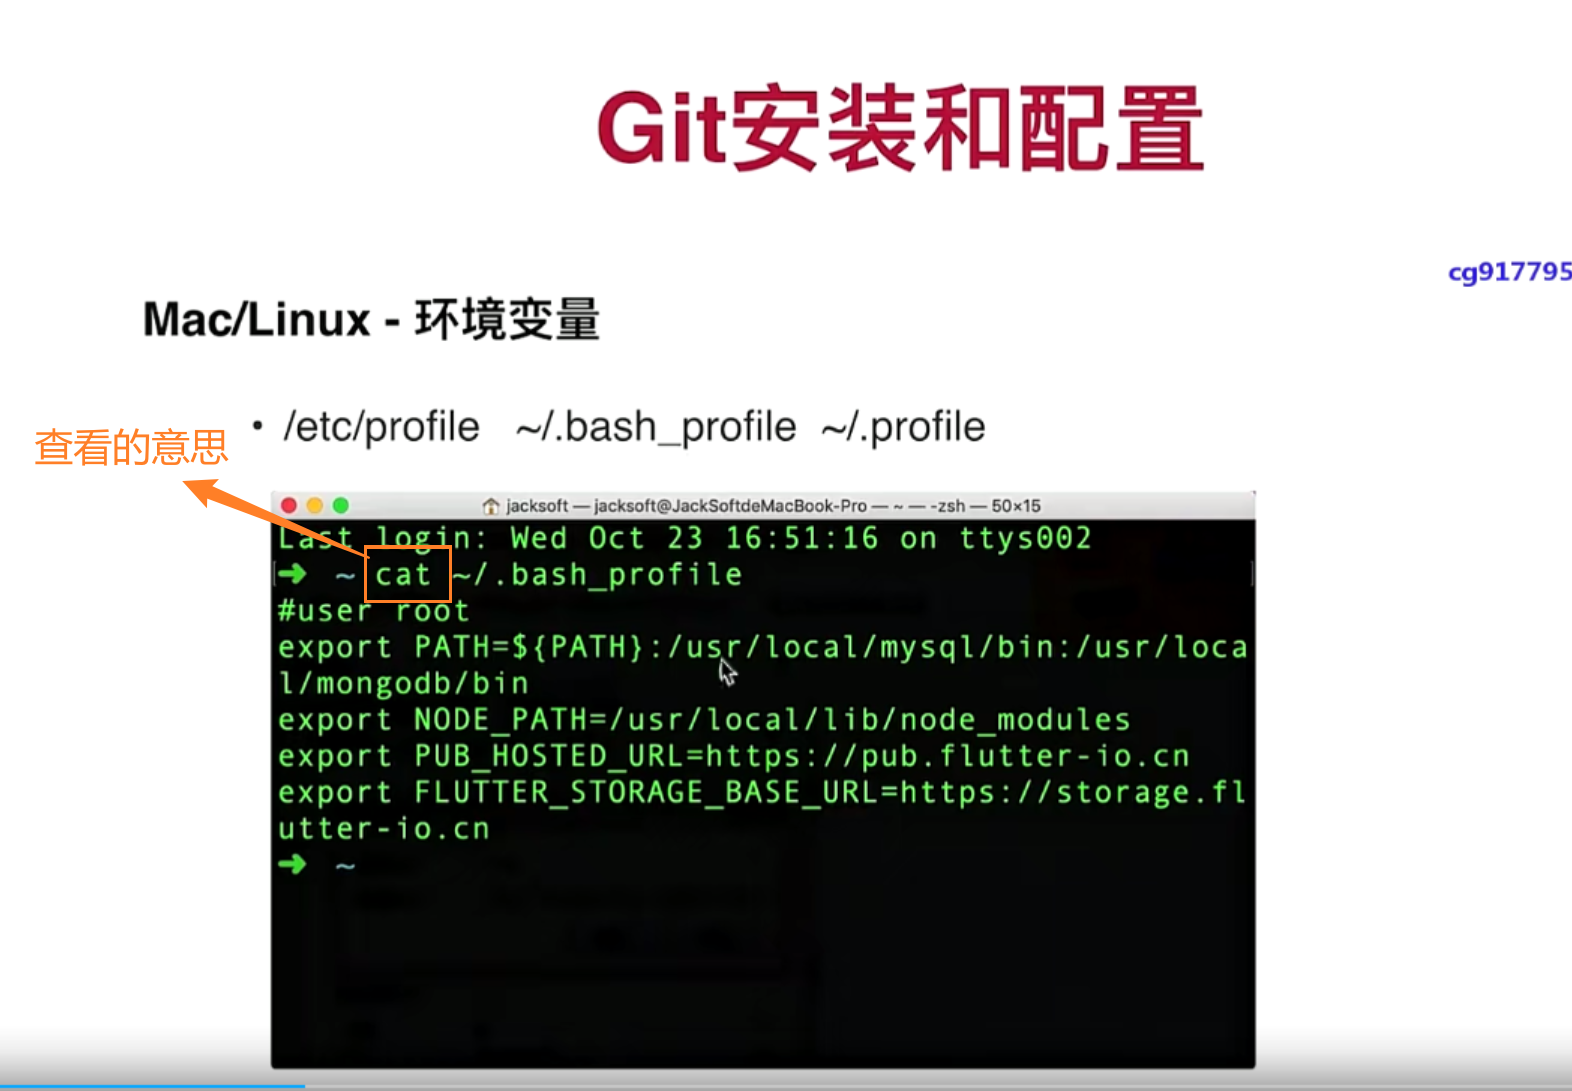 Git安装和配置
cg917795
Mac/Linux - 环境变量
• /etc/profile ~/.bash_profile ~/.profile
查看的意思
jacksoft — jacksoft@JackSoftdeMacBook-Pro — ~ — -zsh — 50×15
Last login: Wed Oct 23 16:51:16 on ttys002
➜ ~ cat ~/.bash_profile
#user root
export PATH=${PATH}:/usr/local/mysql/bin:/usr/loca
l/mongodb/bin
export NODE_PATH=/usr/local/lib/node_modules
export PUB_HOSTED_URL=https://pub.flutter-io.cn
export FLUTTER_STORAGE_BASE_URL=https://storage.fl
utter-io.cn
➜ ~